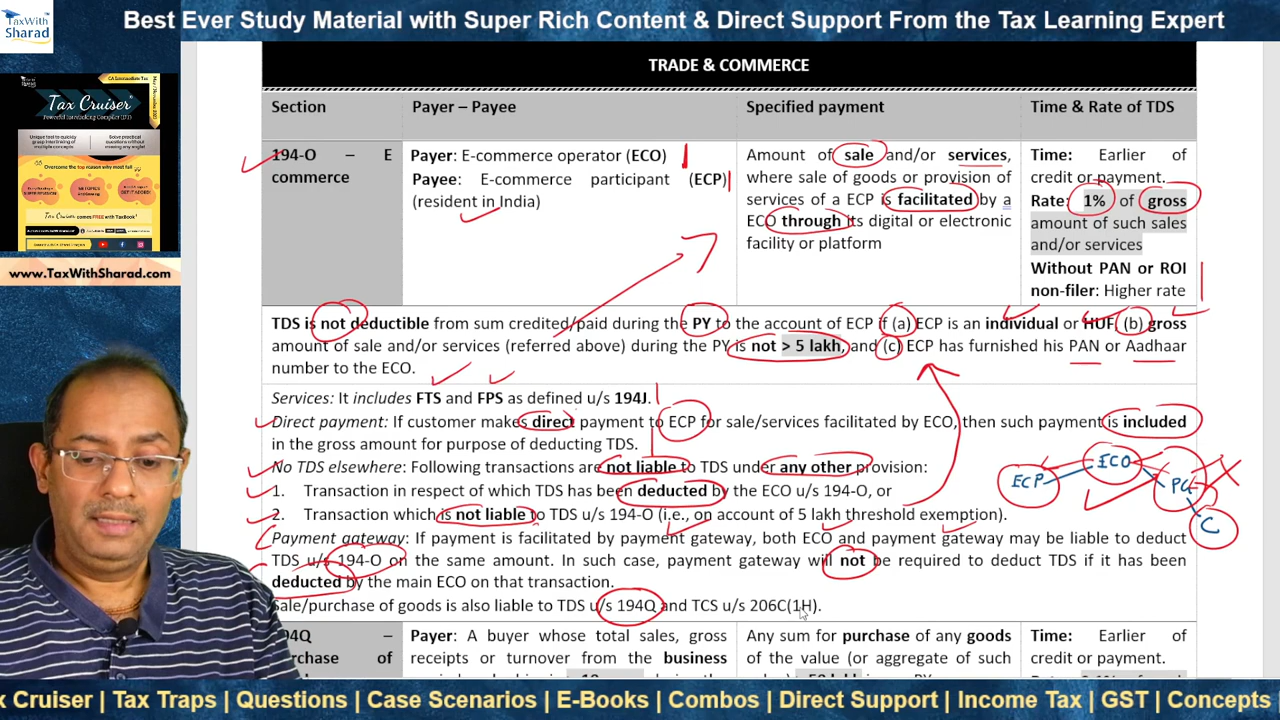 Best Ever Study Material with Super Rich Content & Direct Support From the Tax Learning Expert
TaxWith
Sharad
Tax Cruiser
www.TaxWithSharad.com
TRADE & COMMERCE
Section Payer – Payee Specified payment Time & Rate of TDS
194-O – E
commerce
Payer: E-commerce operator (ECO)
Payee: E-commerce participant (ECP)
(resident in India)
Amount of sale and/or services,
where sale of goods or provision of
services of a ECP is facilitated by a
ECO through its digital or electronic
facility or platform
Time: Earlier of
credit or payment.
Rate: 1% of gross
amount of such sales
and/or services
Without PAN or ROI
non-filer: Higher rate
TDS is not deductible from sum credited/paid during the PY to the account of ECP if (a) ECP is an individual or HUF, (b) gross
amount of sale and/or services (referred above) during the PY is not > 5 lakh, and (c) ECP has furnished his PAN or Aadhaar
number to the ECO.
Services: It includes FTS and FPS as defined u/s 194J.
Direct payment: If customer makes direct payment to ECP for sale/services facilitated by ECO, then such payment is included
in the gross amount for purpose of deducting TDS.
No TDS elsewhere: Following transactions are not liable to TDS under any other provision:
1. Transaction in respect of which TDS has been deducted by the ECO u/s 194-O, or
2. Transaction which is not liable to TDS u/s 194-O (i.e., on account of 5 lakh threshold exemption).
ECP ECO PG
C
Payment gateway: If payment is facilitated by payment gateway, both ECO and payment gateway may be liable to deduct
TDS u/s 194-O on the same amount. In such case, payment gateway will not be required to deduct TDS if it has been
deducted by the main ECO on that transaction.
Sale/purchase of goods is also liable to TDS u/s 194Q and TCS u/s 206C(1H).
194Q –
purchase of
Payer: A buyer whose total sales, gross
receipts or turnover from the business
Any sum for purchase of any goods
of the value (or aggregate of such
Time: Earlier of
credit or payment.
x Cruiser | Tax Traps | Questions | Case Scenarios | E-Books | Combos | Direct Support | Income Tax | GST | Concepts